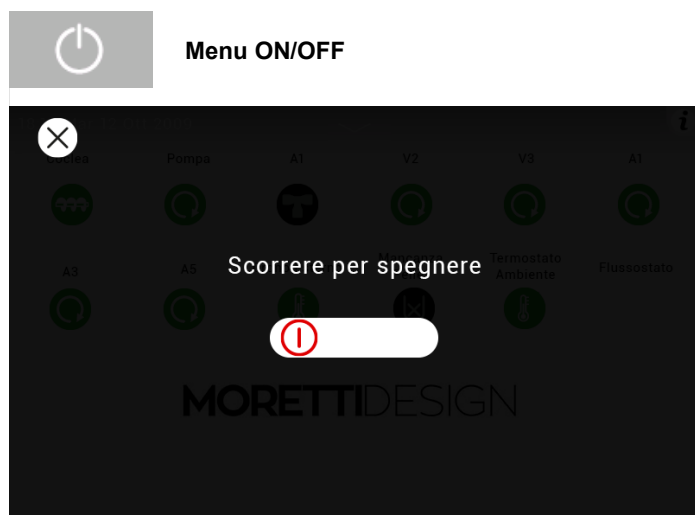 Menu ON/OFF
Pompa
A1
V2
V3
A1
A3
A5
Scorrere per spegnere
Termostato
Ambiente
Flussostato
MORETTIDESIGN